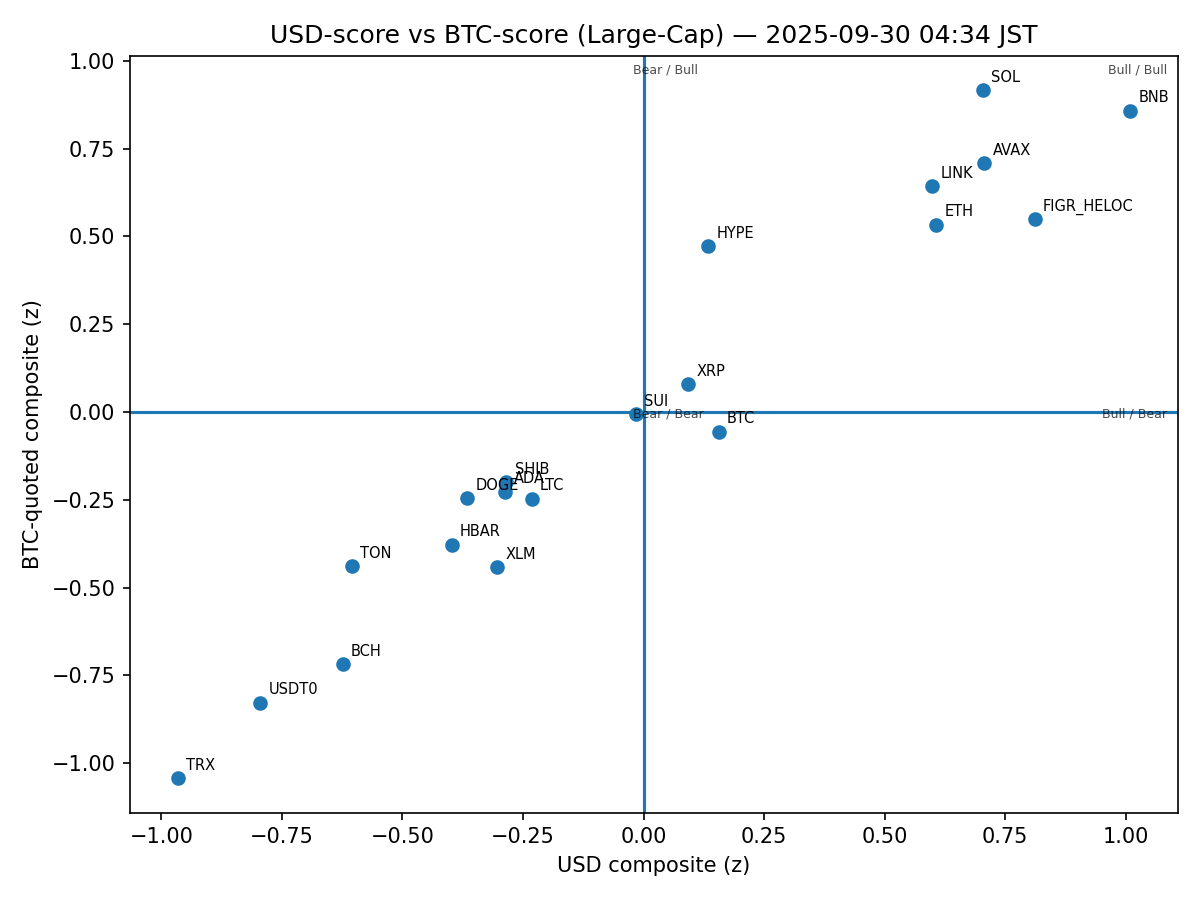 USD-score vs BTC-score (Large-Cap) — 2025-09-30 04:34 JST
1.00
0.75
0.50
0.25
0.00
−0.25
−0.50
−0.75
−1.00
BTC-quoted composite (z)
Bear / Bull
Bull / Bull
SOL
BNB
AVAX
LINK
FIGR_HELOC
ETH
HYPE
XRP
SUI
Bear / Bear
BTC
Bull / Bear
SHIB
ADA
DOGE
LTC
HBAR
XLM
TON
BCH
USDT0
TRX
−1.00
−0.75
−0.50
−0.25
0.00
0.25
0.50
0.75
1.00
USD composite (z)